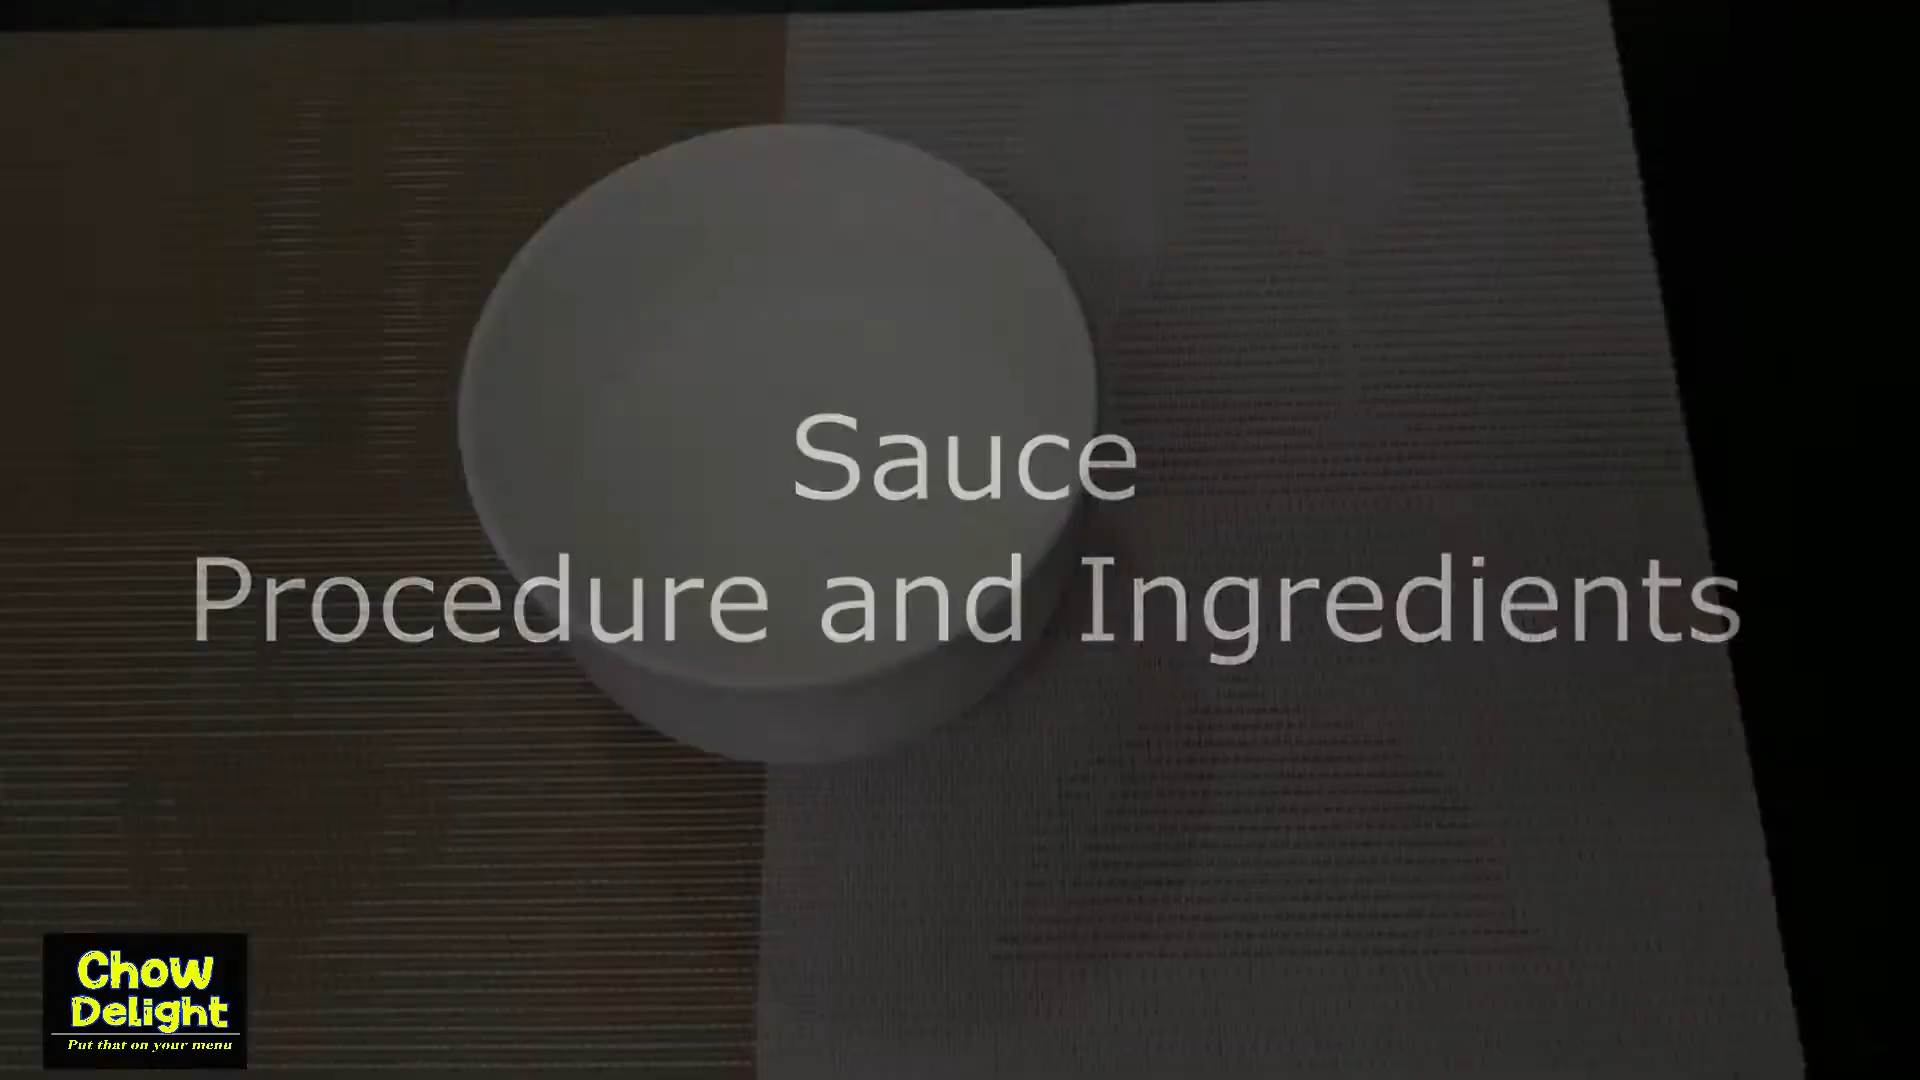 Sauce
Procedure and Ingredients
Chow
Delight
Put that on your menu